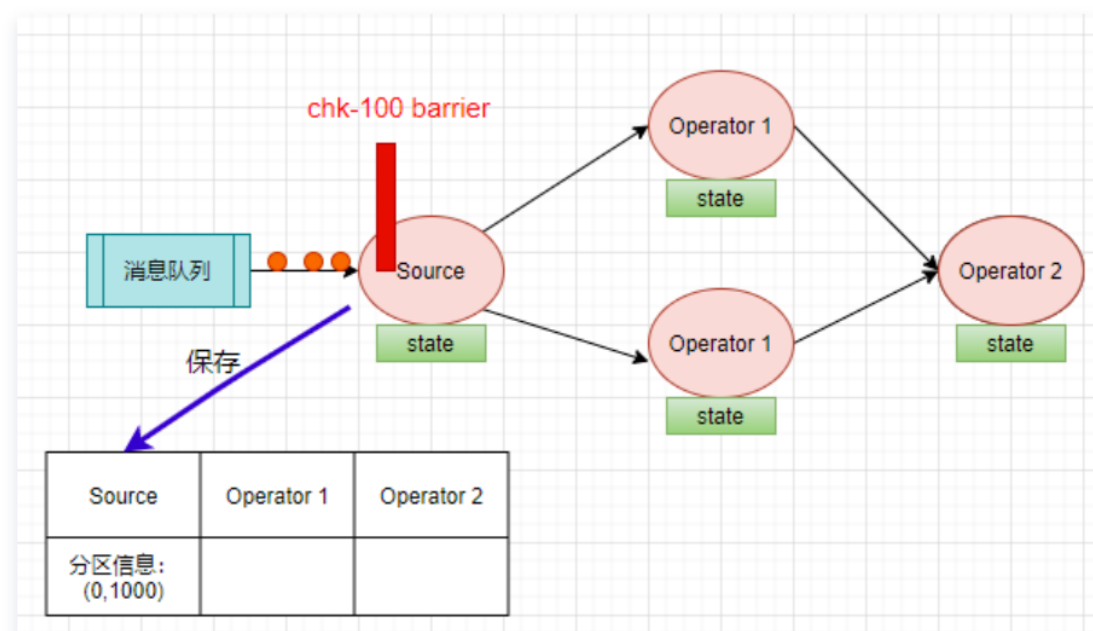 chk-100 barrier
Operator 1
state
消息队列
Source
state
Operator 2
state
Operator 1
state
保存
Source
Operator 1
Operator 2
分区信息：
(0,1000)